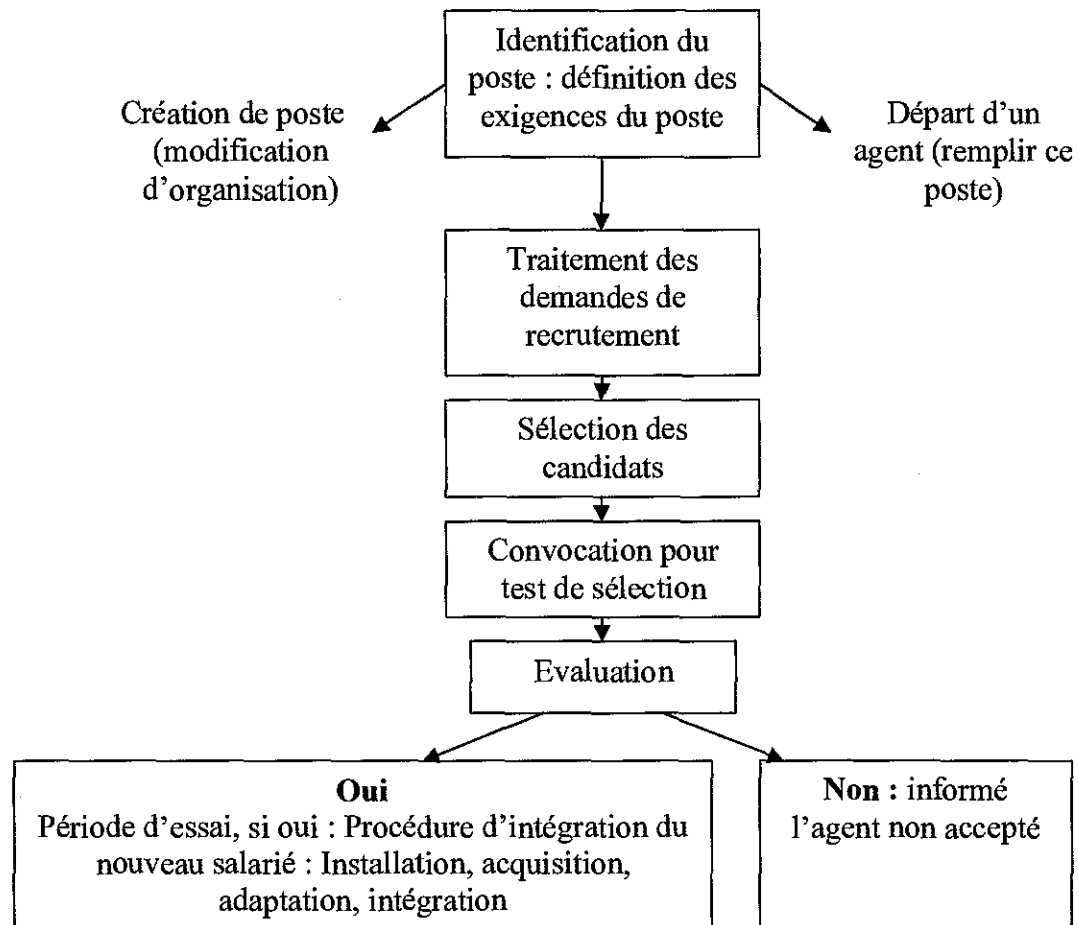 Identification du
poste : définition des
exigences du poste
Création de poste
(modification
d'organisation)
Départ d'un
agent (remplir ce
poste)
Traitement des
demandes de
recrutement
Sélection des
candidats
Convocation pour
test de sélection
Evaluation
Oui
Période d'essai, si oui : Procédure d'intégration du
nouveau salarié : Installation, acquisition,
adaptation, intégration
Non : informé
l'agent non accepté